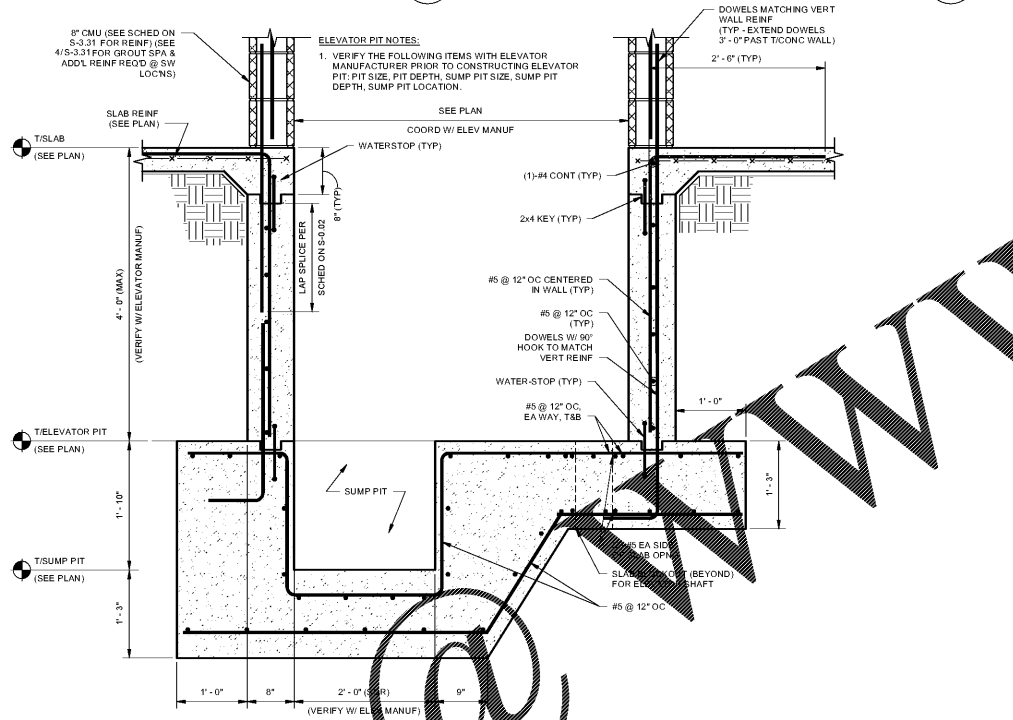 8" CMU (SEE SCHED ON
S-3.31 FOR REINF) (SEE
4/S-3.31 FOR GROUT SPA &
ADD'L REINF REQ'D @ SW
LOC'NS)
ELEVATOR PIT NOTES:
1. VERIFY THE FOLLOWING ITEMS WITH ELEVATOR
MANUFACTURER PRIOR TO CONSTRUCTING ELEVATOR
PIT: PIT SIZE, PIT DEPTH, SUMP PIT SIZE, SUMP PIT
DEPTH, SUMP PIT LOCATION.
DOWELS MATCHING VERT
WALL REINF
(TYP - EXTEND DOWELS
3' - 0" PAST T/CONC WALL)
2' - 6" (TYP)
SLAB REINF
(SEE PLAN)
SEE PLAN
COORD W/ ELEV MANUF
T/SLAB
(SEE PLAN)
WATERSTOP (TYP)
8" (TYP)
(1)-#4 CONT (TYP)
2x4 KEY (TYP)
LAP SPLICE PER
SCHED ON S-0.02
4' - 0" (MAX)
(VERIFY W/ ELEVATOR MANUF)
#5 @ 12" OC CENTERED
IN WALL (TYP)
#5 @ 12" OC
(TYP)
DOWELS W/ 90°
HOOK TO MATCH
VERT REINF
WATER-STOP (TYP)
#5 @ 12" OC,
EA WAY, T&B
1' - 0"
T/ELEVATOR PIT
(SEE PLAN)
1' - 10"
SUMP PIT
1' - 3"
T/SUMP PIT
(SEE PLAN)
#5 EA SIDE
SLAB OPNG
SLAB (BEYOND)
FOR SHAFT
#5 @ 12" OC
1' - 3"
1' - 0"
8"
2' - 0"
9"
(VERIFY W/ ELEV MANUF)
@WWW